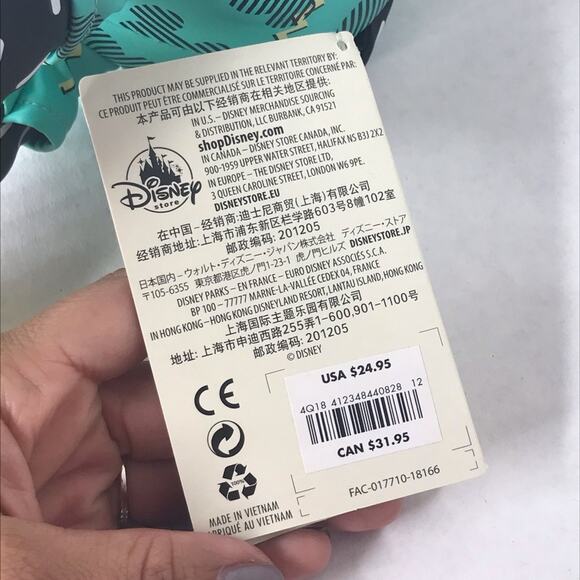 THIS PRODUCT MAY BE SUPPLIED IN THE RELEVANT TERRITORY BY:
CE PRODUIT PEUT ÊTRE COMMERCIALISÉ SUR LE TERRITOIRE CONCERNÉ PAR:
本产品可由以下经销商在相关地区提供:
IN U.S. – DISNEY MERCHANDISE SOURCING
& DISTRIBUTION, LLC BURBANK, CA 91521
shopDisney.com
IN CANADA – DISNEY STORE CANADA, INC.
900-1959 UPPER WATER STREET, HALIFAX NS B3J 2X2
IN EUROPE – THE DISNEY STORE LTD,
3 QUEEN CAROLINE STREET, LONDON W6 9PE.
DISNEYSTORE.EU
Disney
store
在中国 – 经销商:迪士尼商贸(上海)有限公司
经销商地址:上海市浦东新区栏学路603号8幢102室
邮政编码: 201205
日本国内 – ウォルト・ディズニー・ジャパン株式会社 ディズニー・ストア
〒105-6355 東京都港区虎ノ門1-23-1 虎ノ門ヒルズ DISNEYSTORE.JP
DISNEY PARKS – EN FRANCE – EURO DISNEY ASSOCIÉS S.C.A.
BP 100 – 77777 MARNE-LA-VALLÉE CEDEX 04, FRANCE
IN HONG KONG – HONG KONG DISNEYLAND RESORT, LANTAU ISLAND, HONG KONG
上海国际主题乐园有限公司
地址: 上海市申迪西路255弄1-600,901-1100号
邮政编码: 201205
© DISNEY
CE
USA $24.95
4Q18 412348440828 12
CAN $31.95
100%
FAC-017710-18166
MADE IN VIETNAM
FABRIQUÉ AU VIETNAM